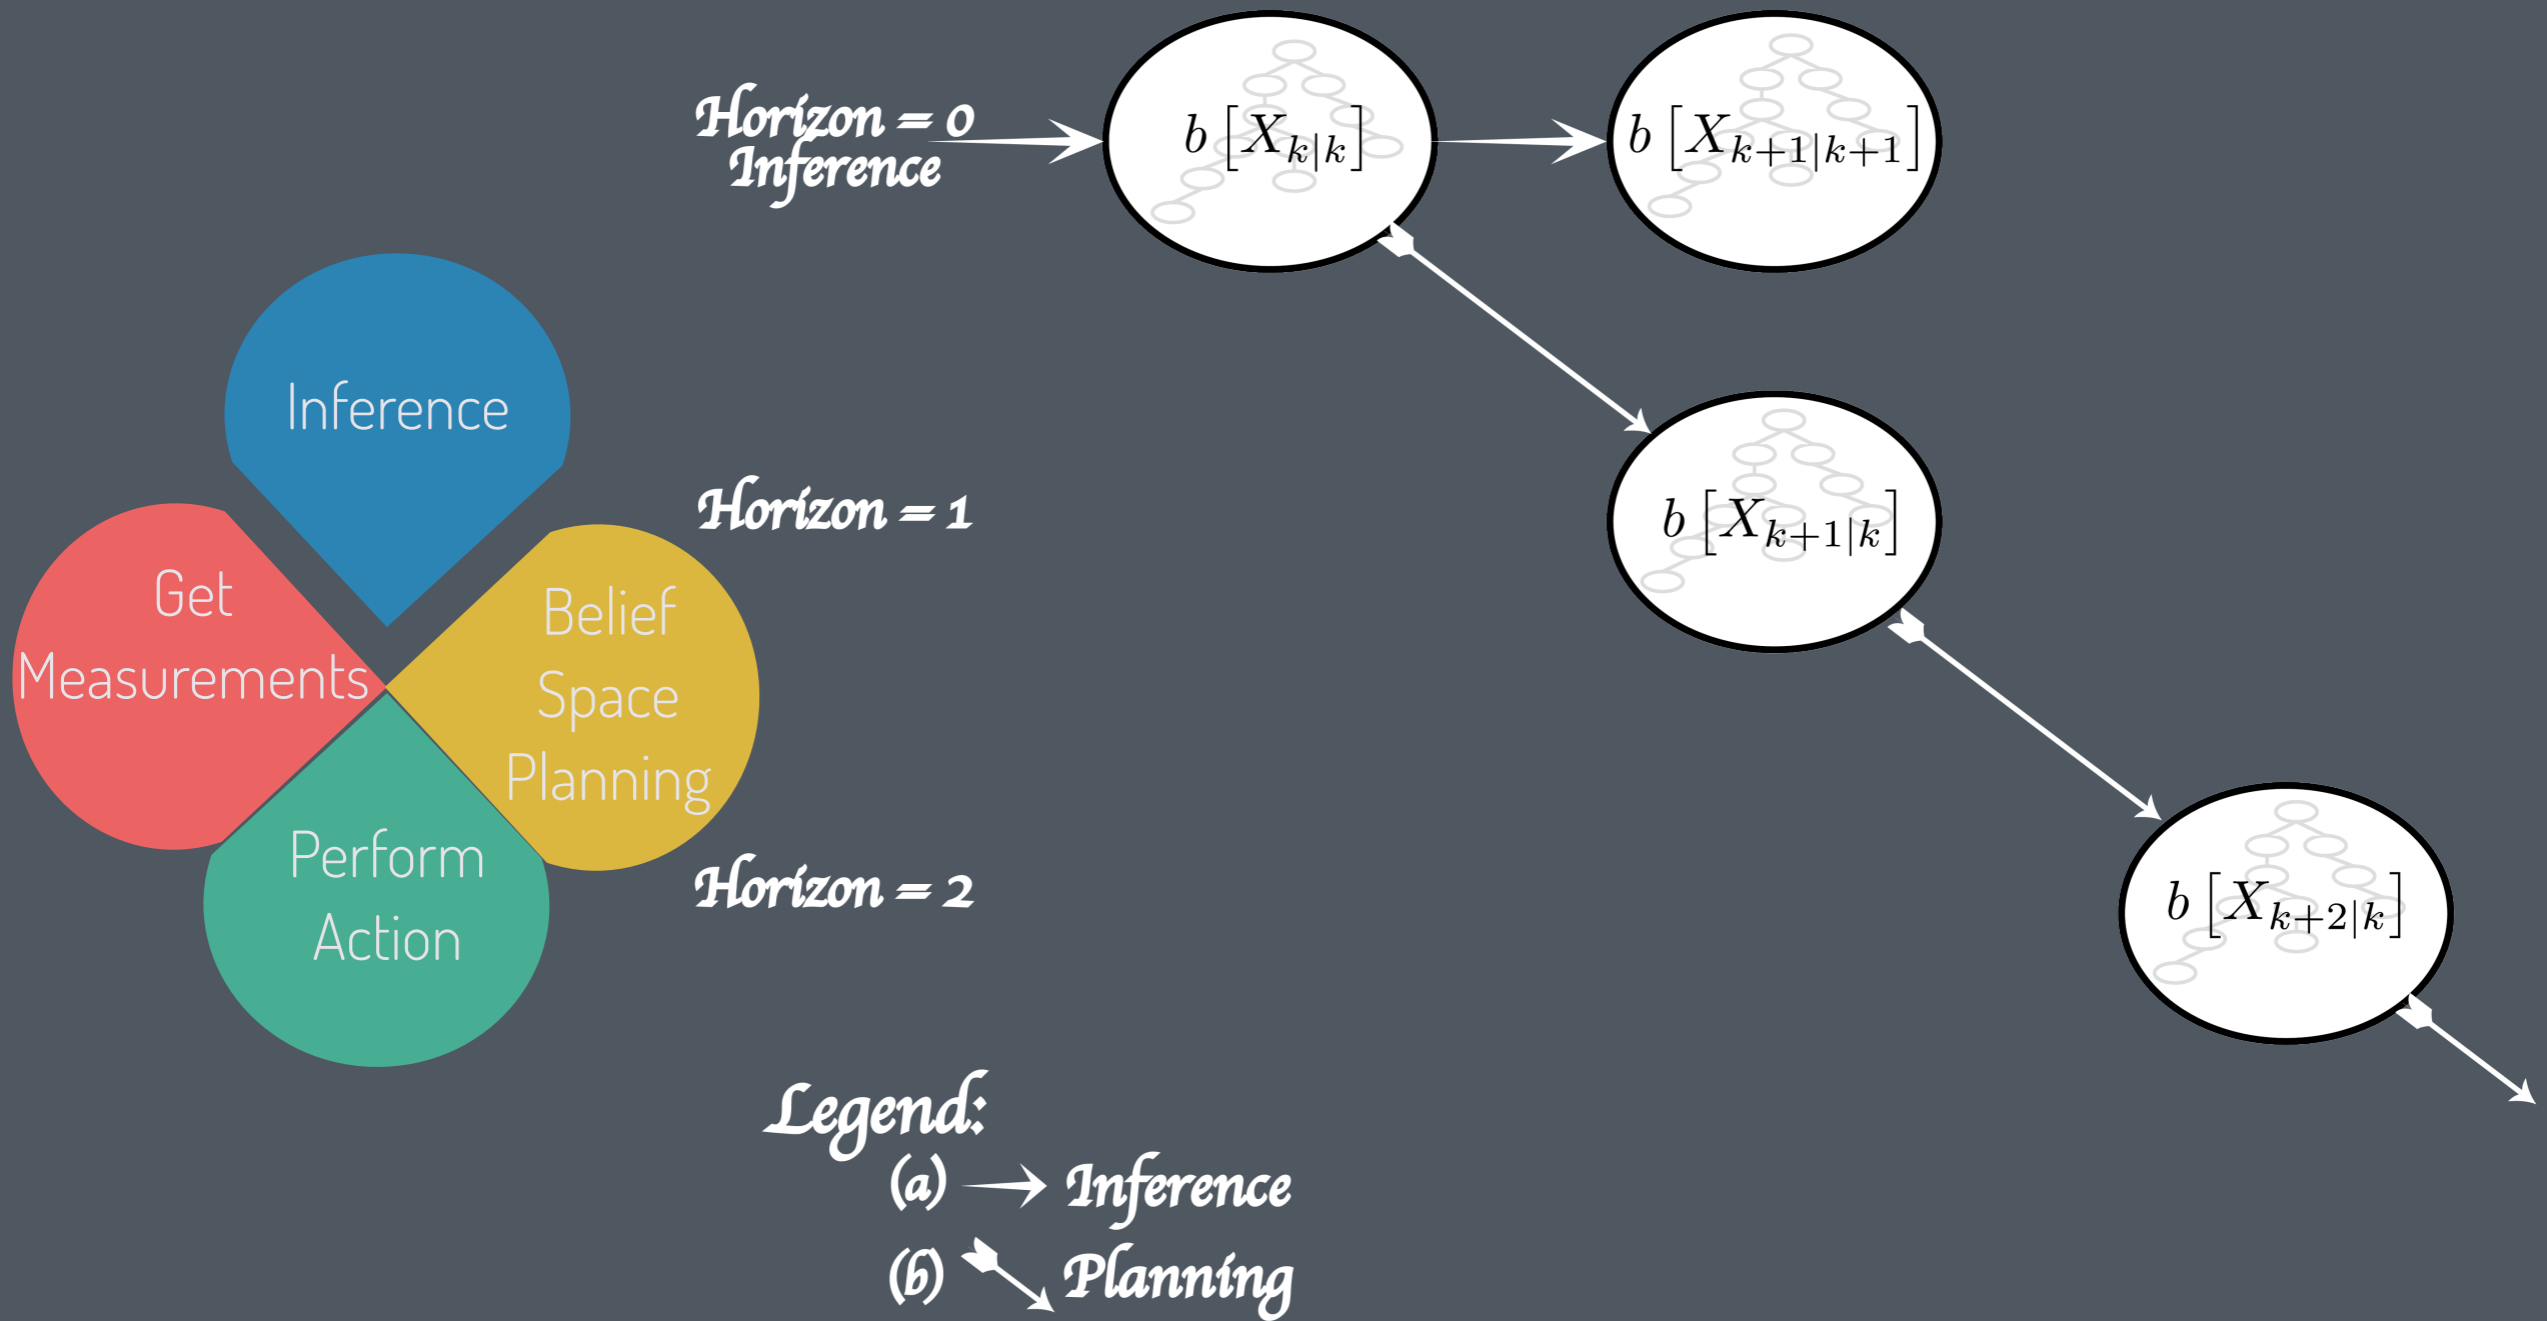 Horizon = 0
Inference
b [X_{k|k}]
b [X_{k+1|k+1}]
Inference
Get
Measurements
Belief
Space
Planning
Perform
Action
Horizon = 1
b [X_{k+1|k}]
Horizon = 2
b [X_{k+2|k}]
Legend:
(a) Inference
(b) Planning